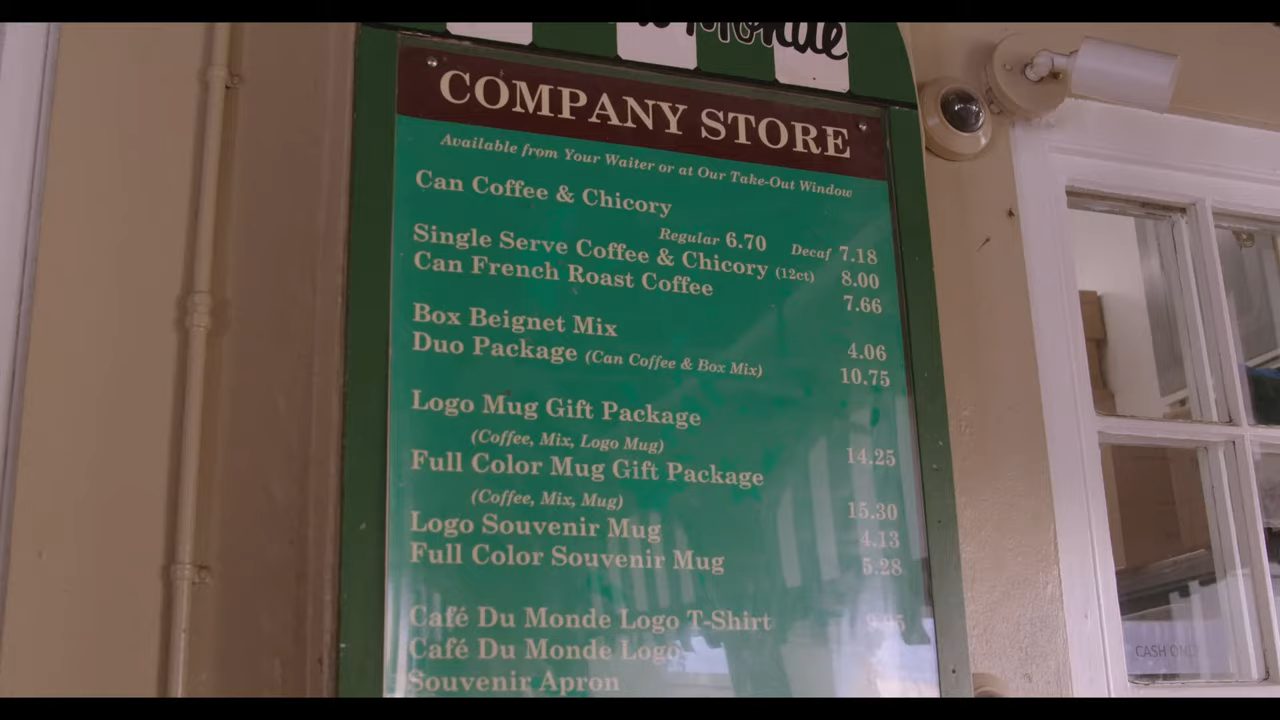 Monde
COMPANY STORE
Available from Your Waiter or at Our Take-Out Window
Can Coffee & Chicory
Regular 6.70 Decaf 7.18
Single Serve Coffee & Chicory (12ct) 8.00
Can French Roast Coffee 7.66
Box Beignet Mix 4.06
Duo Package (Can Coffee & Box Mix) 10.75
Logo Mug Gift Package
(Coffee, Mix, Logo Mug) 14.25
Full Color Mug Gift Package
(Coffee, Mix, Mug) 15.30
Logo Souvenir Mug 4.13
Full Color Souvenir Mug 5.28
Café Du Monde Logo T-Shirt
Café Du Monde Logo
Souvenir Apron
CASH